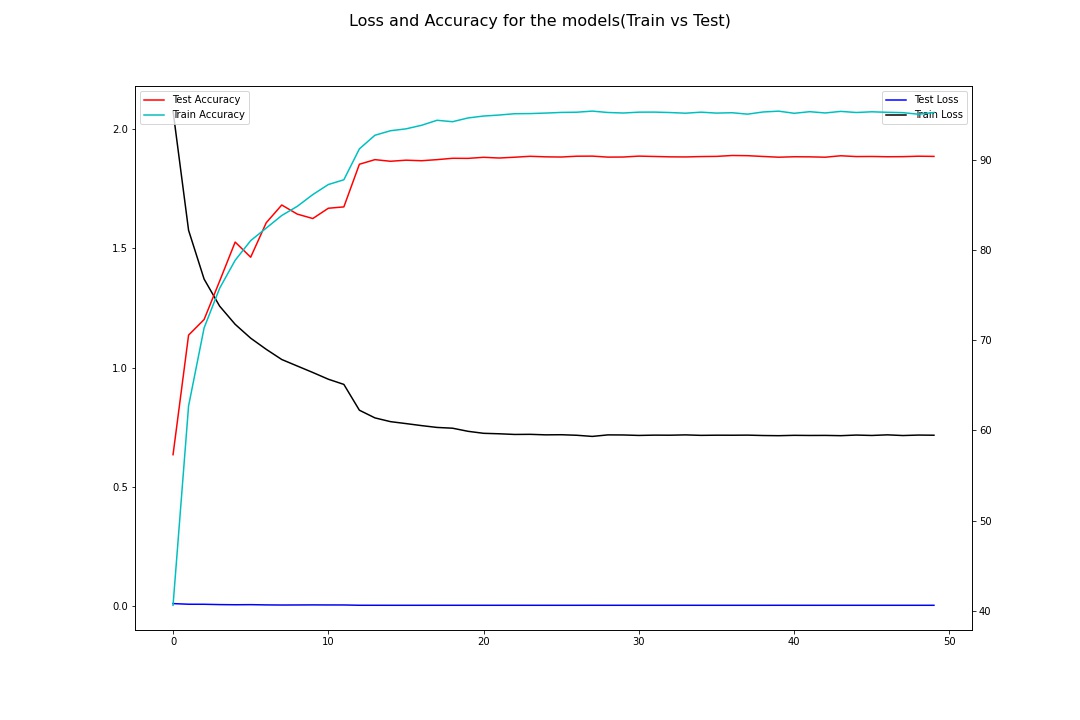 Loss and Accuracy for the models(Train vs Test)
Test Accuracy
Train Accuracy
Test Loss
Train Loss
2.0
1.5
1.0
0.5
0.0
90
80
70
60
50
40
0 10 20 30 40 50